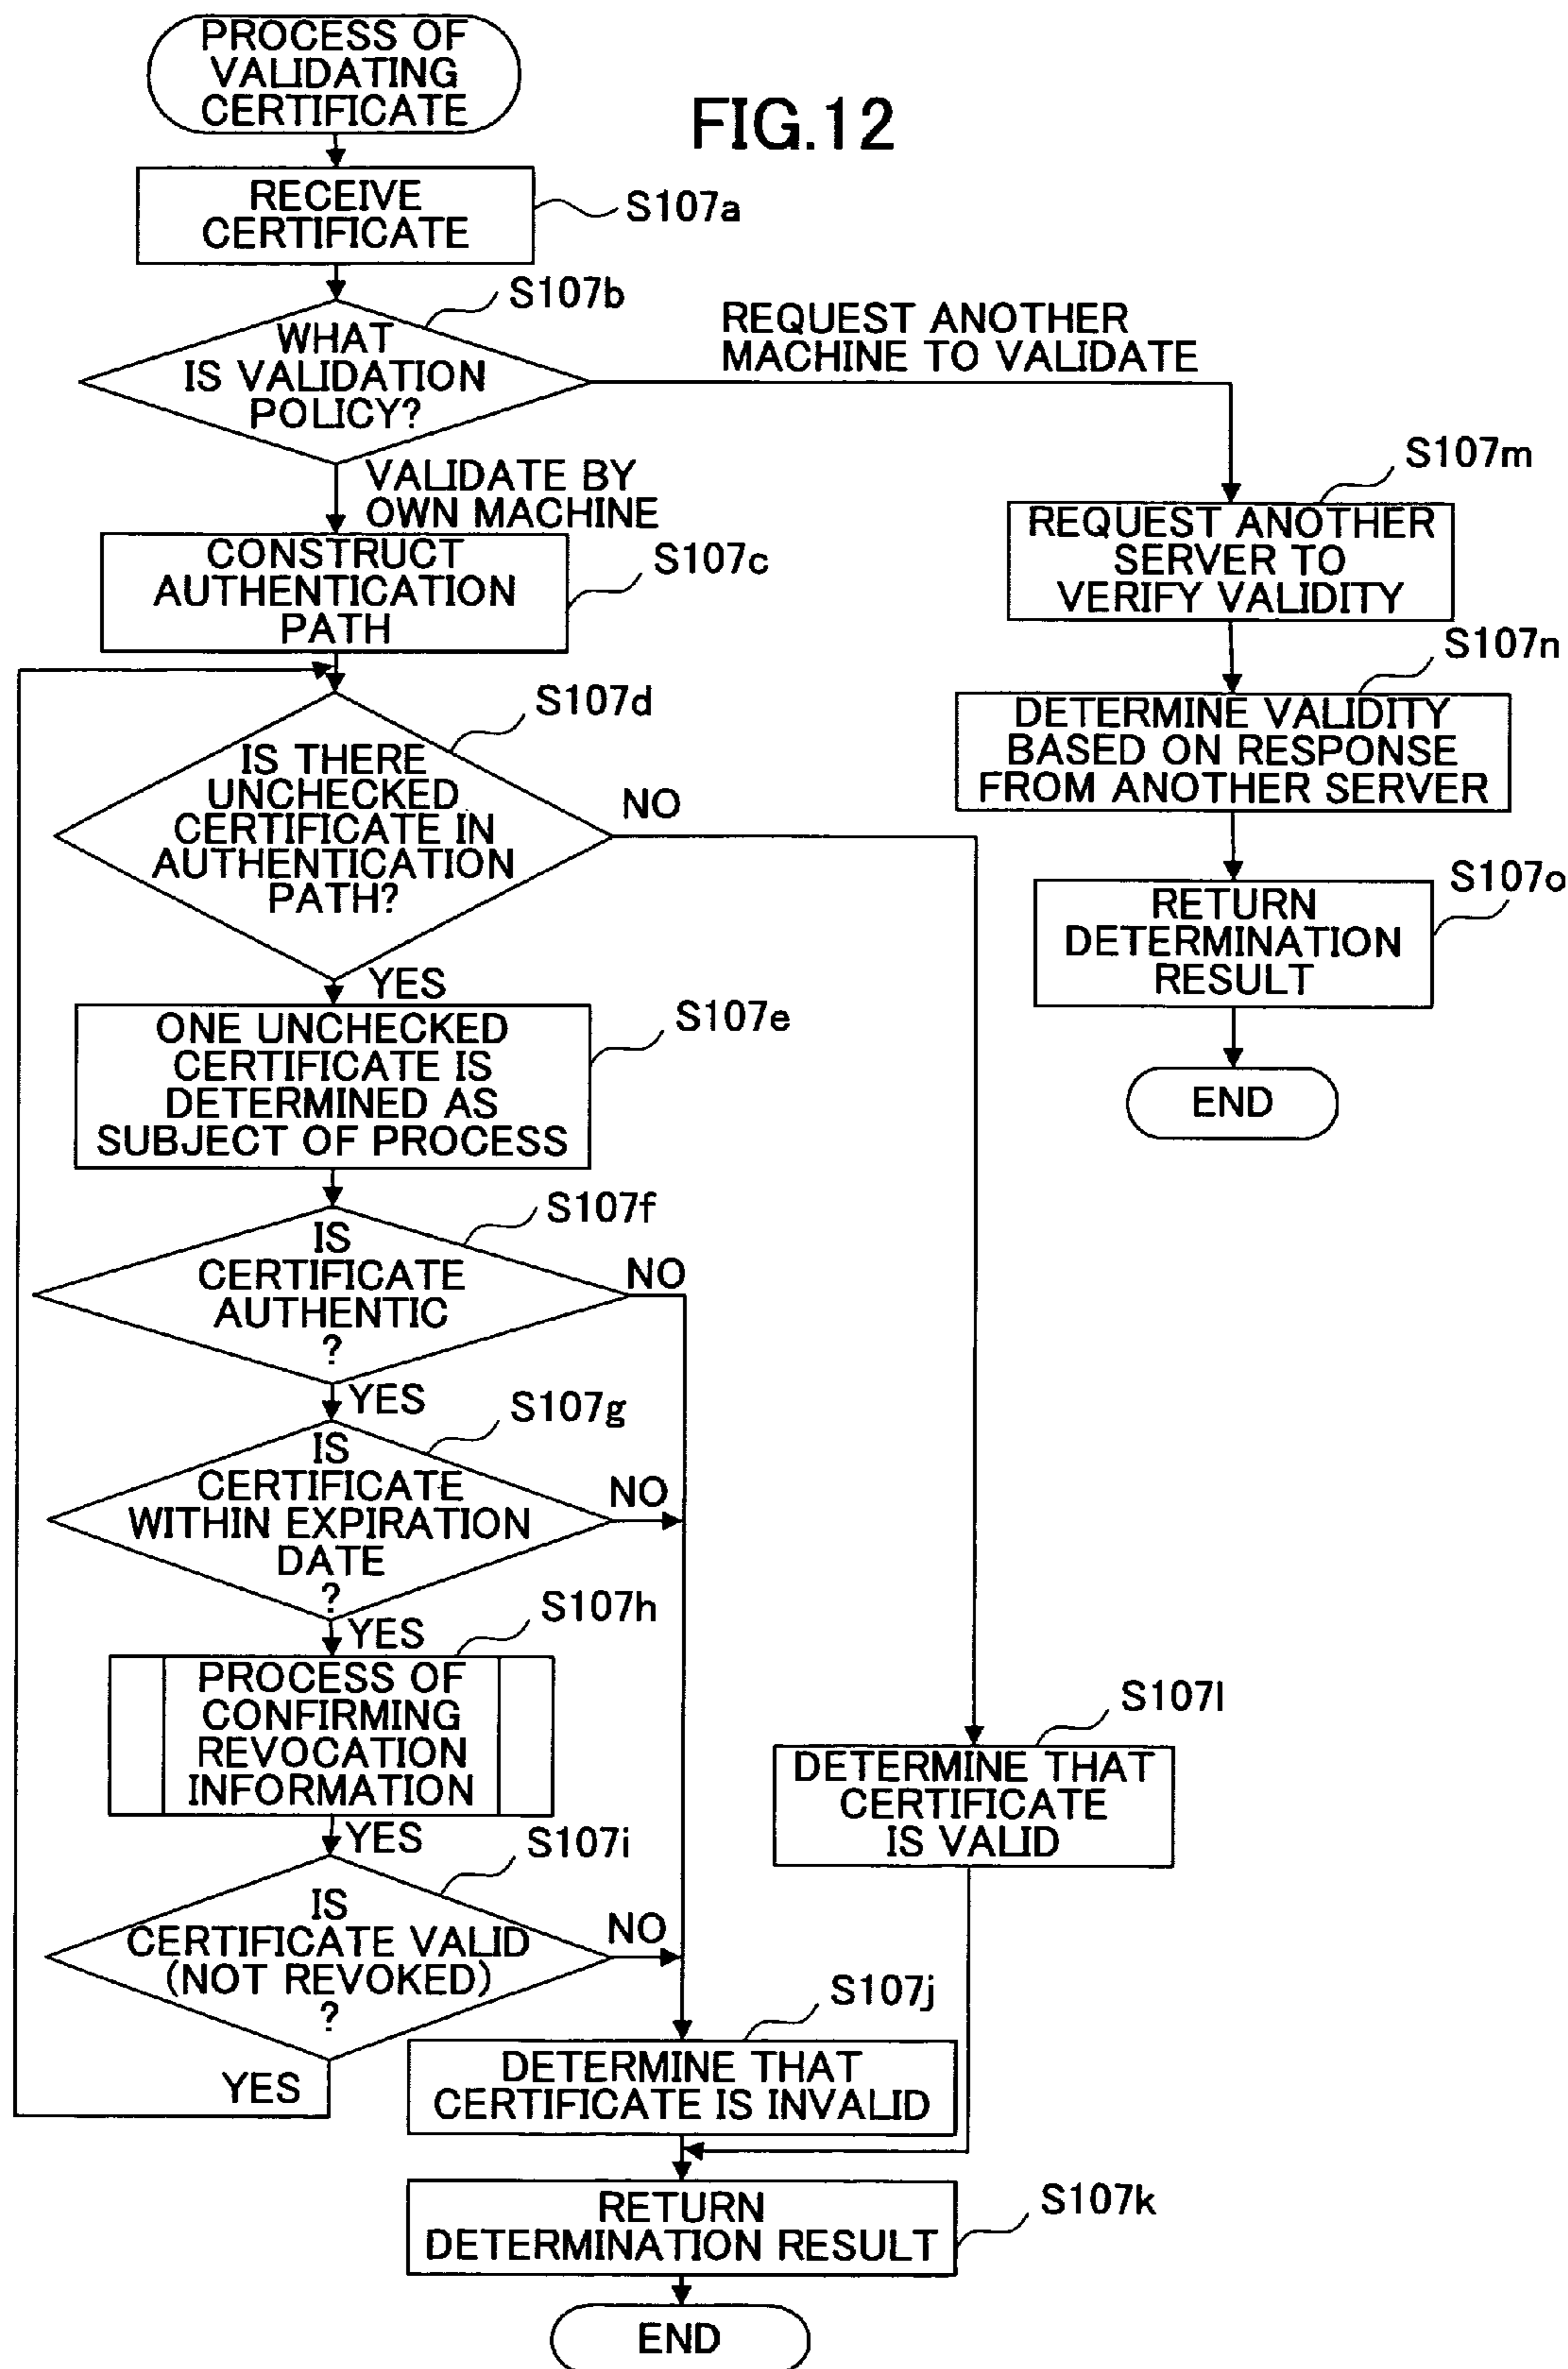 PROCESS OF
VALIDATING
CERTIFICATE
FIG.12
RECEIVE
CERTIFICATE
S107a
S107b
WHAT
IS VALIDATION
POLICY?
REQUEST ANOTHER
MACHINE TO VALIDATE
VALIDATE BY
OWN MACHINE
S107m
REQUEST ANOTHER
SERVER TO
VERIFY VALIDITY
CONSTRUCT
AUTHENTICATION
PATH
S107c
S107n
DETERMINE VALIDITY
BASED ON RESPONSE
FROM ANOTHER SERVER
S107d
IS THERE
UNCHECKED
CERTIFICATE IN
AUTHENTICATION
PATH?
NO
S107o
RETURN
DETERMINATION
RESULT
END
YES
ONE UNCHECKED
CERTIFICATE IS
DETERMINED AS
SUBJECT OF PROCESS
S107e
S107f
IS
CERTIFICATE
AUTHENTIC
?
NO
YES
S107g
IS
CERTIFICATE
WITHIN EXPIRATION
DATE
?
NO
YES
S107h
PROCESS OF
CONFIRMING
REVOCATION
INFORMATION
S107l
DETERMINE THAT
CERTIFICATE
IS VALID
YES
S107i
IS
CERTIFICATE VALID
(NOT REVOKED)
?
NO
YES
S107j
DETERMINE THAT
CERTIFICATE IS INVALID
RETURN
DETERMINATION RESULT
S107k
END